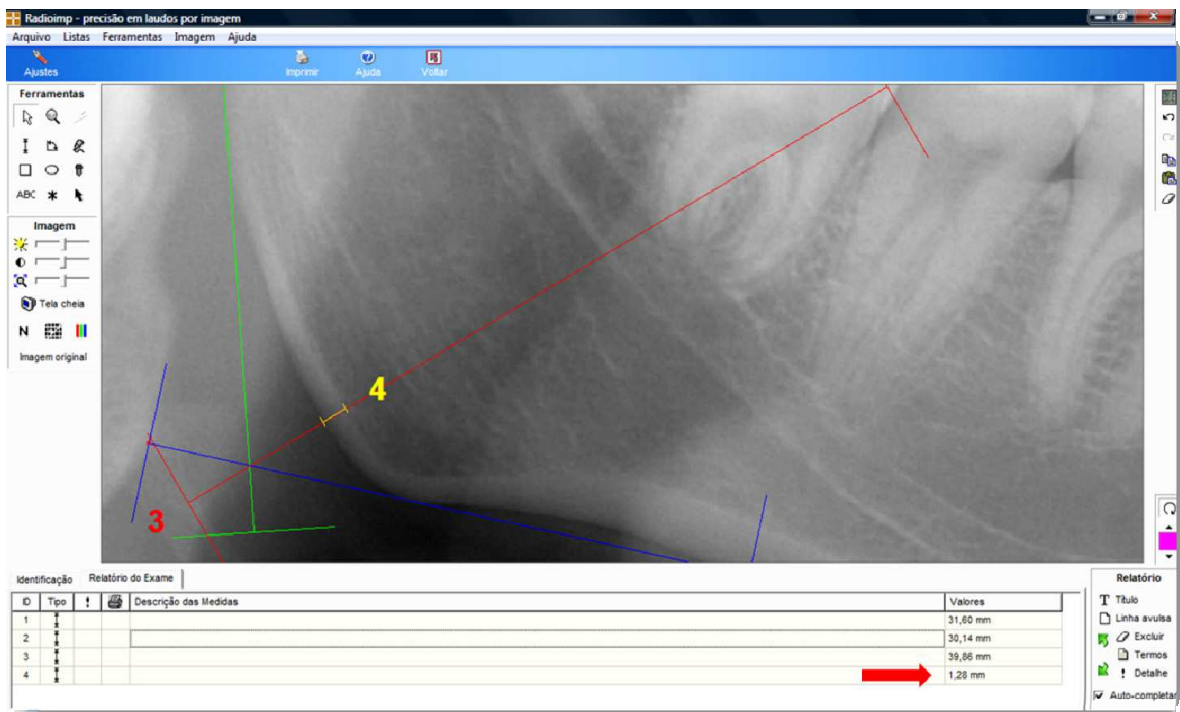 Radioimp - precisão em laudos por imagem
Arquivo Listas Ferramentas Imagem Ajuda
Ajustes Imprimir Ajuda Voltar
Ferramentas
ABC
Imagem
Tela cheia
N
Imagem original
4
3
Identificação Relatório do Exame
ID Tipo ! Descrição das Medidas Valores
1 31,60 mm
2 30,14 mm
3 39,86 mm
4 1,28 mm
Relatório
T Título
Linha avulsa
Excluir
Termos
! Detalhe
Auto-completar